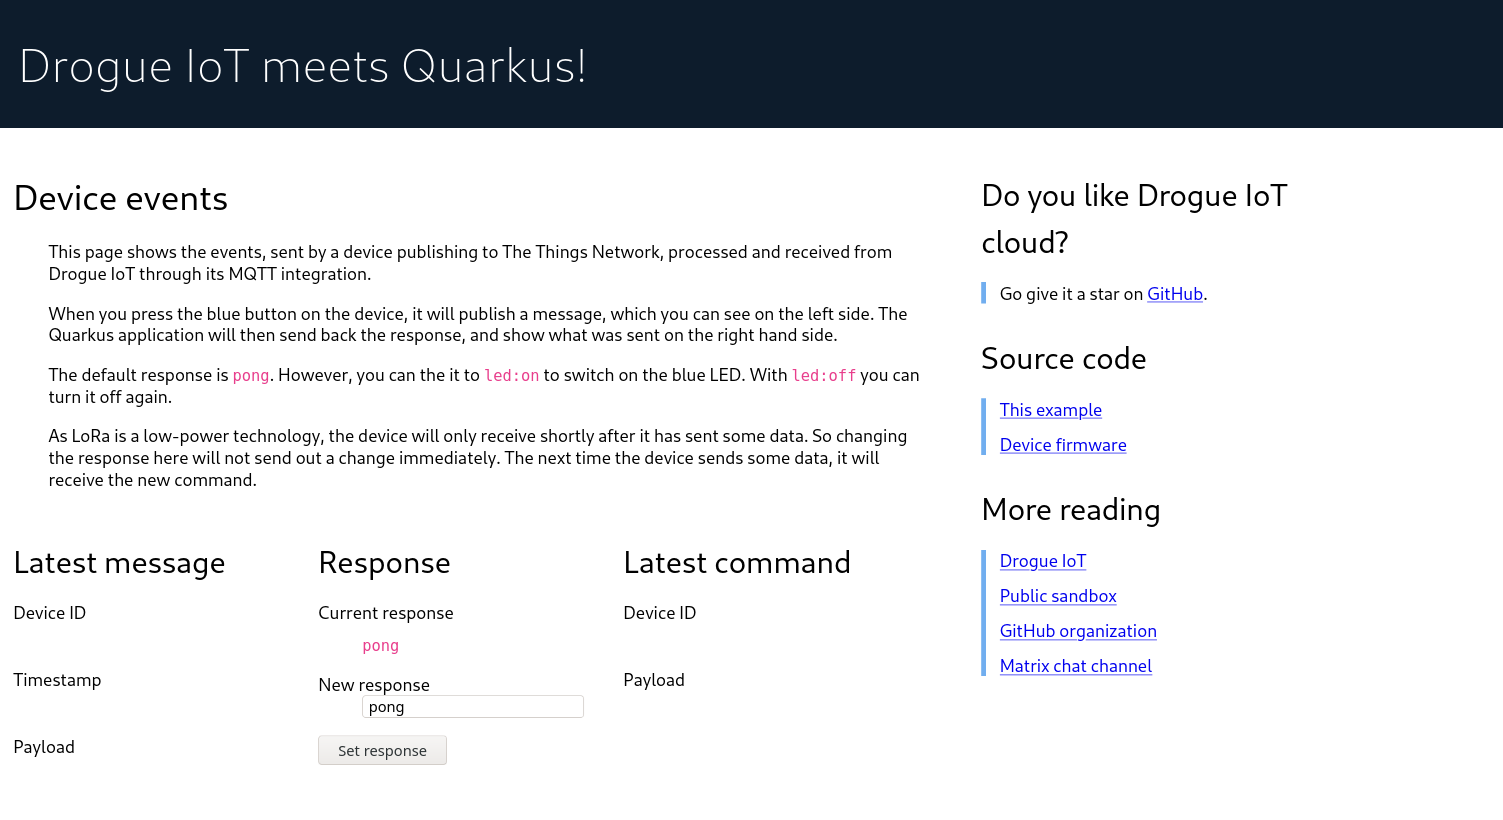 Drogue IoT meets Quarkus!
Device events
This page shows the events, sent by a device publishing to The Things Network, processed and received from
Drogue IoT through its MQTT integration.
When you press the blue button on the device, it will publish a message, which you can see on the left side. The
Quarkus application will then send back the response, and show what was sent on the right hand side.
The default response is pong. However, you can the it to led:on to switch on the blue LED. With led:off you can
turn it off again.
As LoRa is a low-power technology, the device will only receive shortly after it has sent some data. So changing
the response here will not send out a change immediately. The next time the device sends some data, it will
receive the new command.
Latest message
Device ID
Timestamp
Payload
Response
Current response
pong
New response
pong
Set response
Latest command
Device ID
Payload
Do you like Drogue IoT
cloud?
Go give it a star on GitHub.
Source code
This example
Device firmware
More reading
Drogue IoT
Public sandbox
GitHub organization
Matrix chat channel